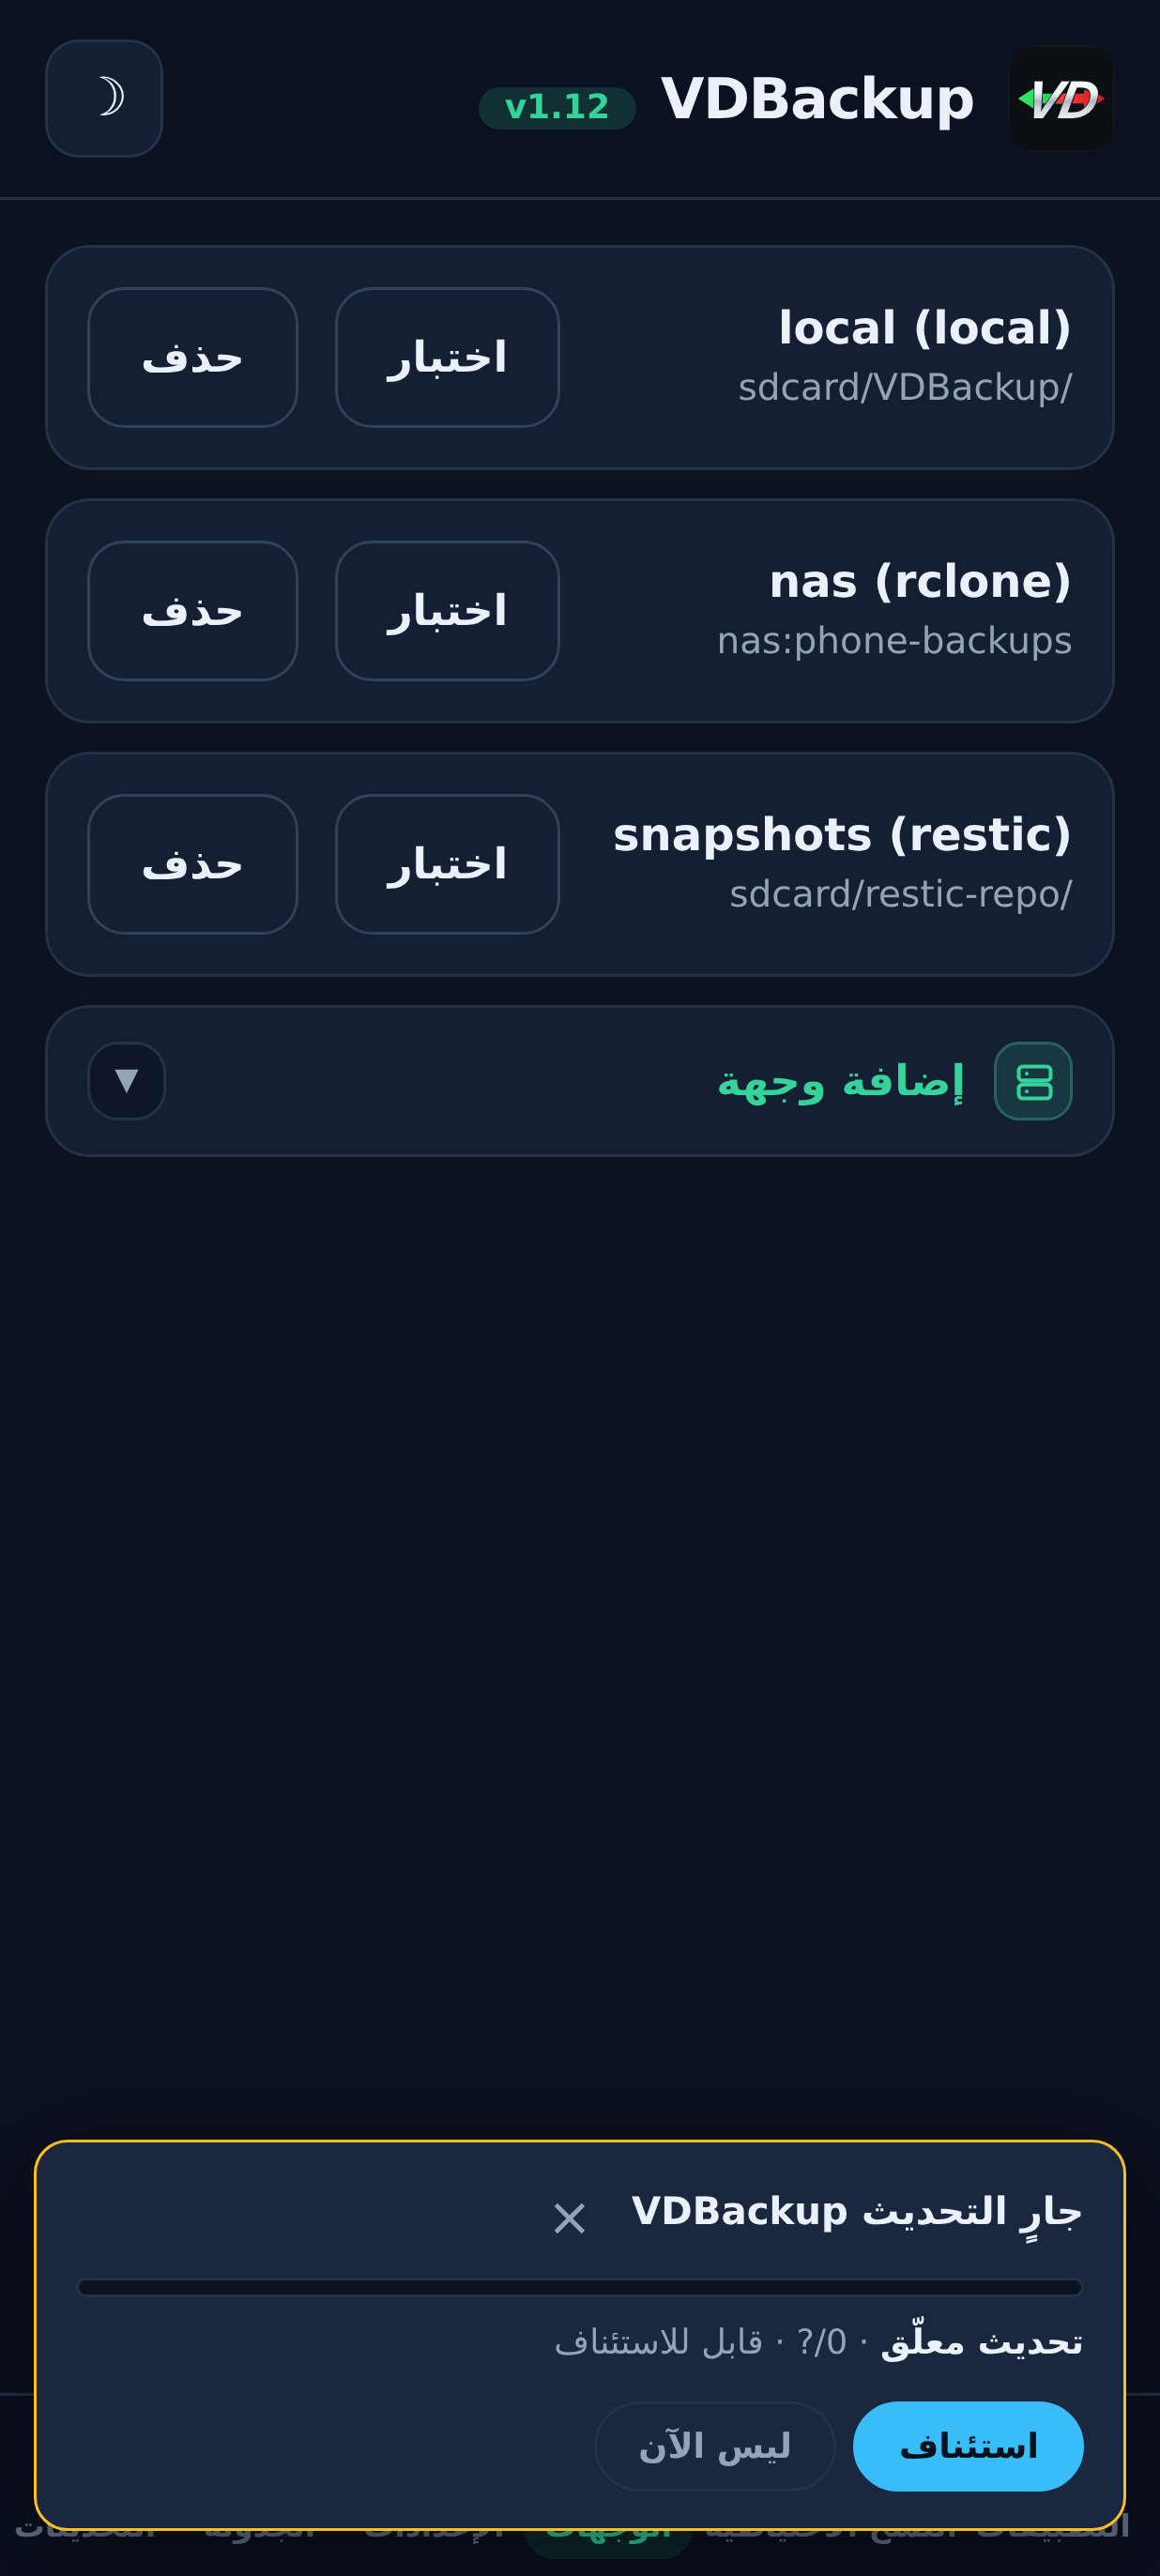 VD
VDBackup v1.12
local (local)
sdcard/VDBackup/
اختبار
حذف
nas (rclone)
nas:phone-backups
اختبار
حذف
snapshots (restic)
sdcard/restic-repo/
اختبار
حذف
إضافة وجهة
جارٍ التحديث VDBackup
تحديث معلّق · 0/? · قابل للاستئناف
استئناف
ليس الآن